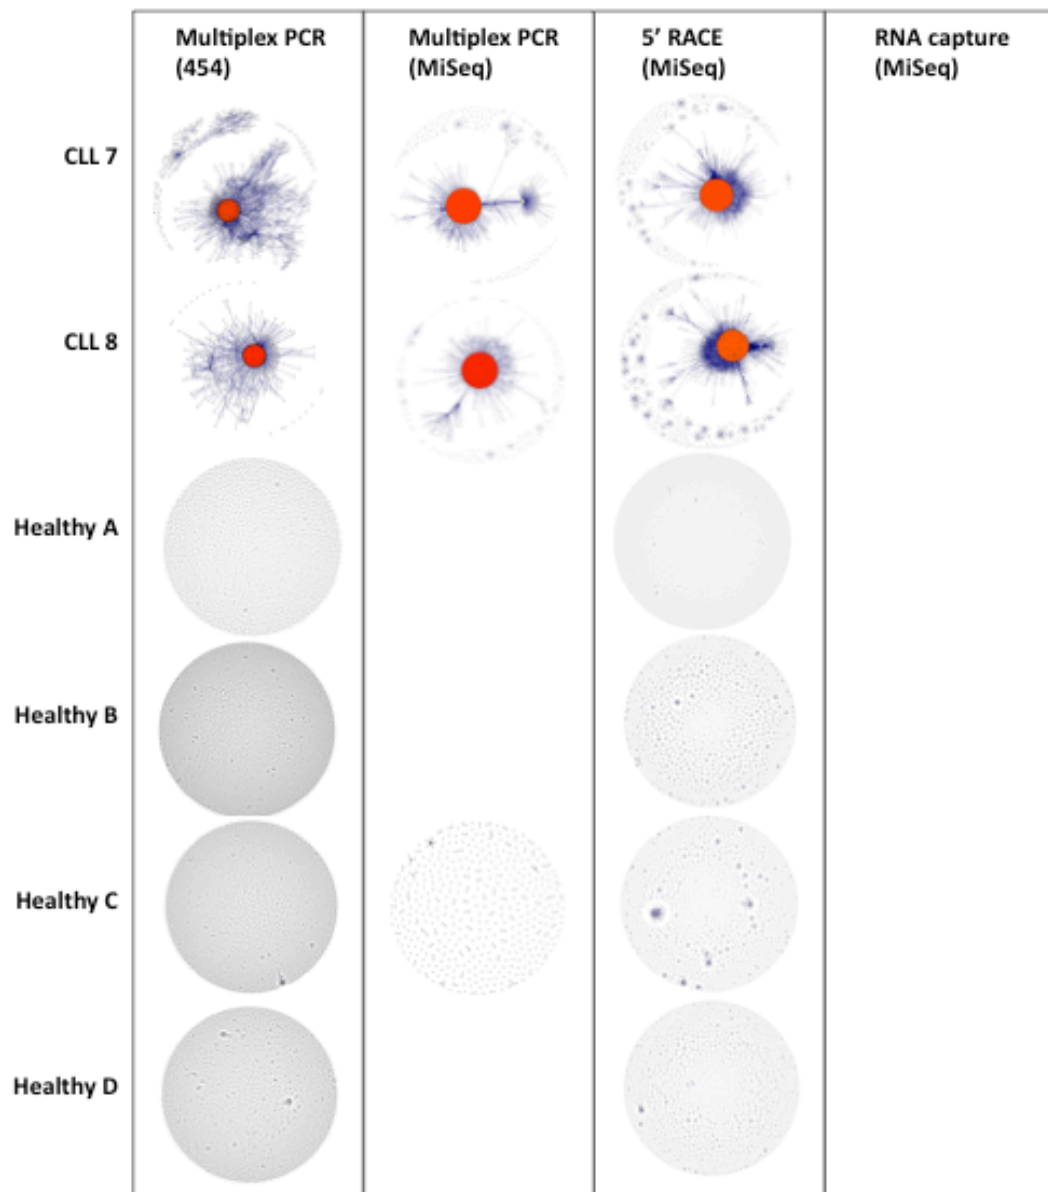 Multiplex PCR
(454)
Multiplex PCR
(MiSeq)
5’ RACE
(MiSeq)
RNA capture
(MiSeq)
CLL 7
CLL 8
Healthy A
Healthy B
Healthy C
Healthy D